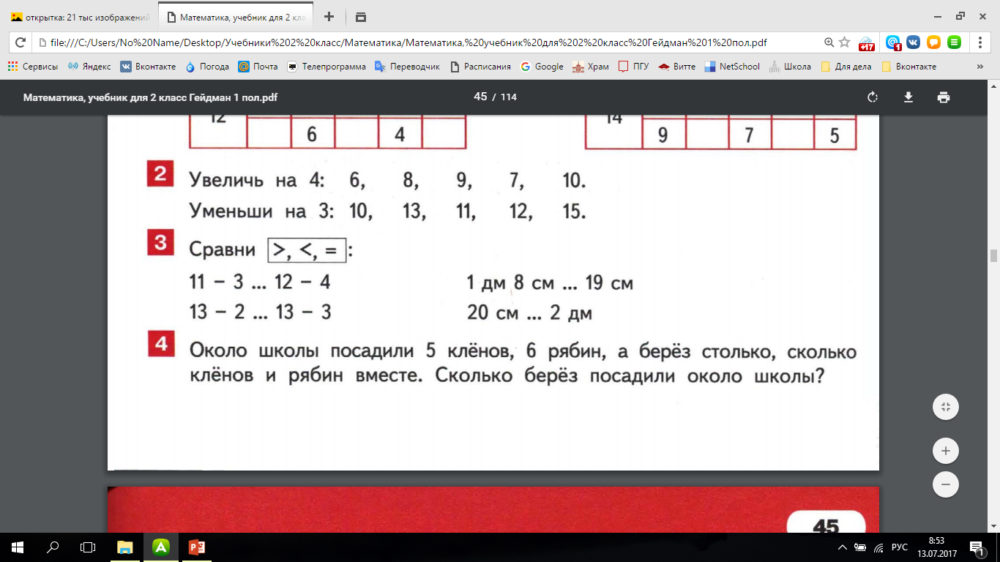 открытка: 21 тыс изображений
Математика, учебник для 2 кла
file:///C:/Users/No%20Name/Desktop/Учебники%202%20класс/Математика/Математика,%20учебник%20для%202%20класс%20Гейдман%201%20пол.pdf
+17
1
Сервисы Яндекс Вконтакте Погода Почта Телепрограмма Переводчик Расписания Google Храм ПГУ Витте NetSchool Школа Для дела Вконтакте »
Математика, учебник для 2 класс Гейдман 1 пол.pdf 45 / 114
12 14
6 4 9 7 5
2 Увеличь на 4: 6, 8, 9, 7, 10.
Уменьши на 3: 10, 13, 11, 12, 15.
3 Сравни >, <, = :
11 – 3 ... 12 – 4 1 дм 8 см ... 19 см
13 – 2 ... 13 – 3 20 см ... 2 дм
4 Около школы посадили 5 клёнов, 6 рябин, а берёз столько, сколько
клёнов и рябин вместе. Сколько берёз посадили около школы?
45
РУС
8:53
13.07.2017
1